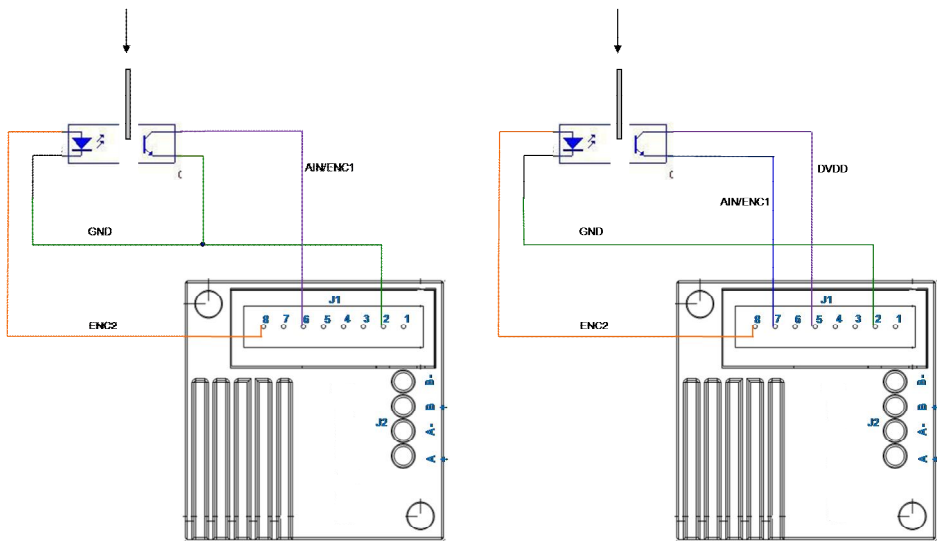 AIN/ENC1
GND
ENC2
J1
8 7 6 5 4 3 2 1
J2
B-
B
+
A-
A
+
DVDD
AIN/ENC1
GND
ENC2
J1
8 7 6 5 4 3 2 1
J2
B-
B
+
A-
A
+